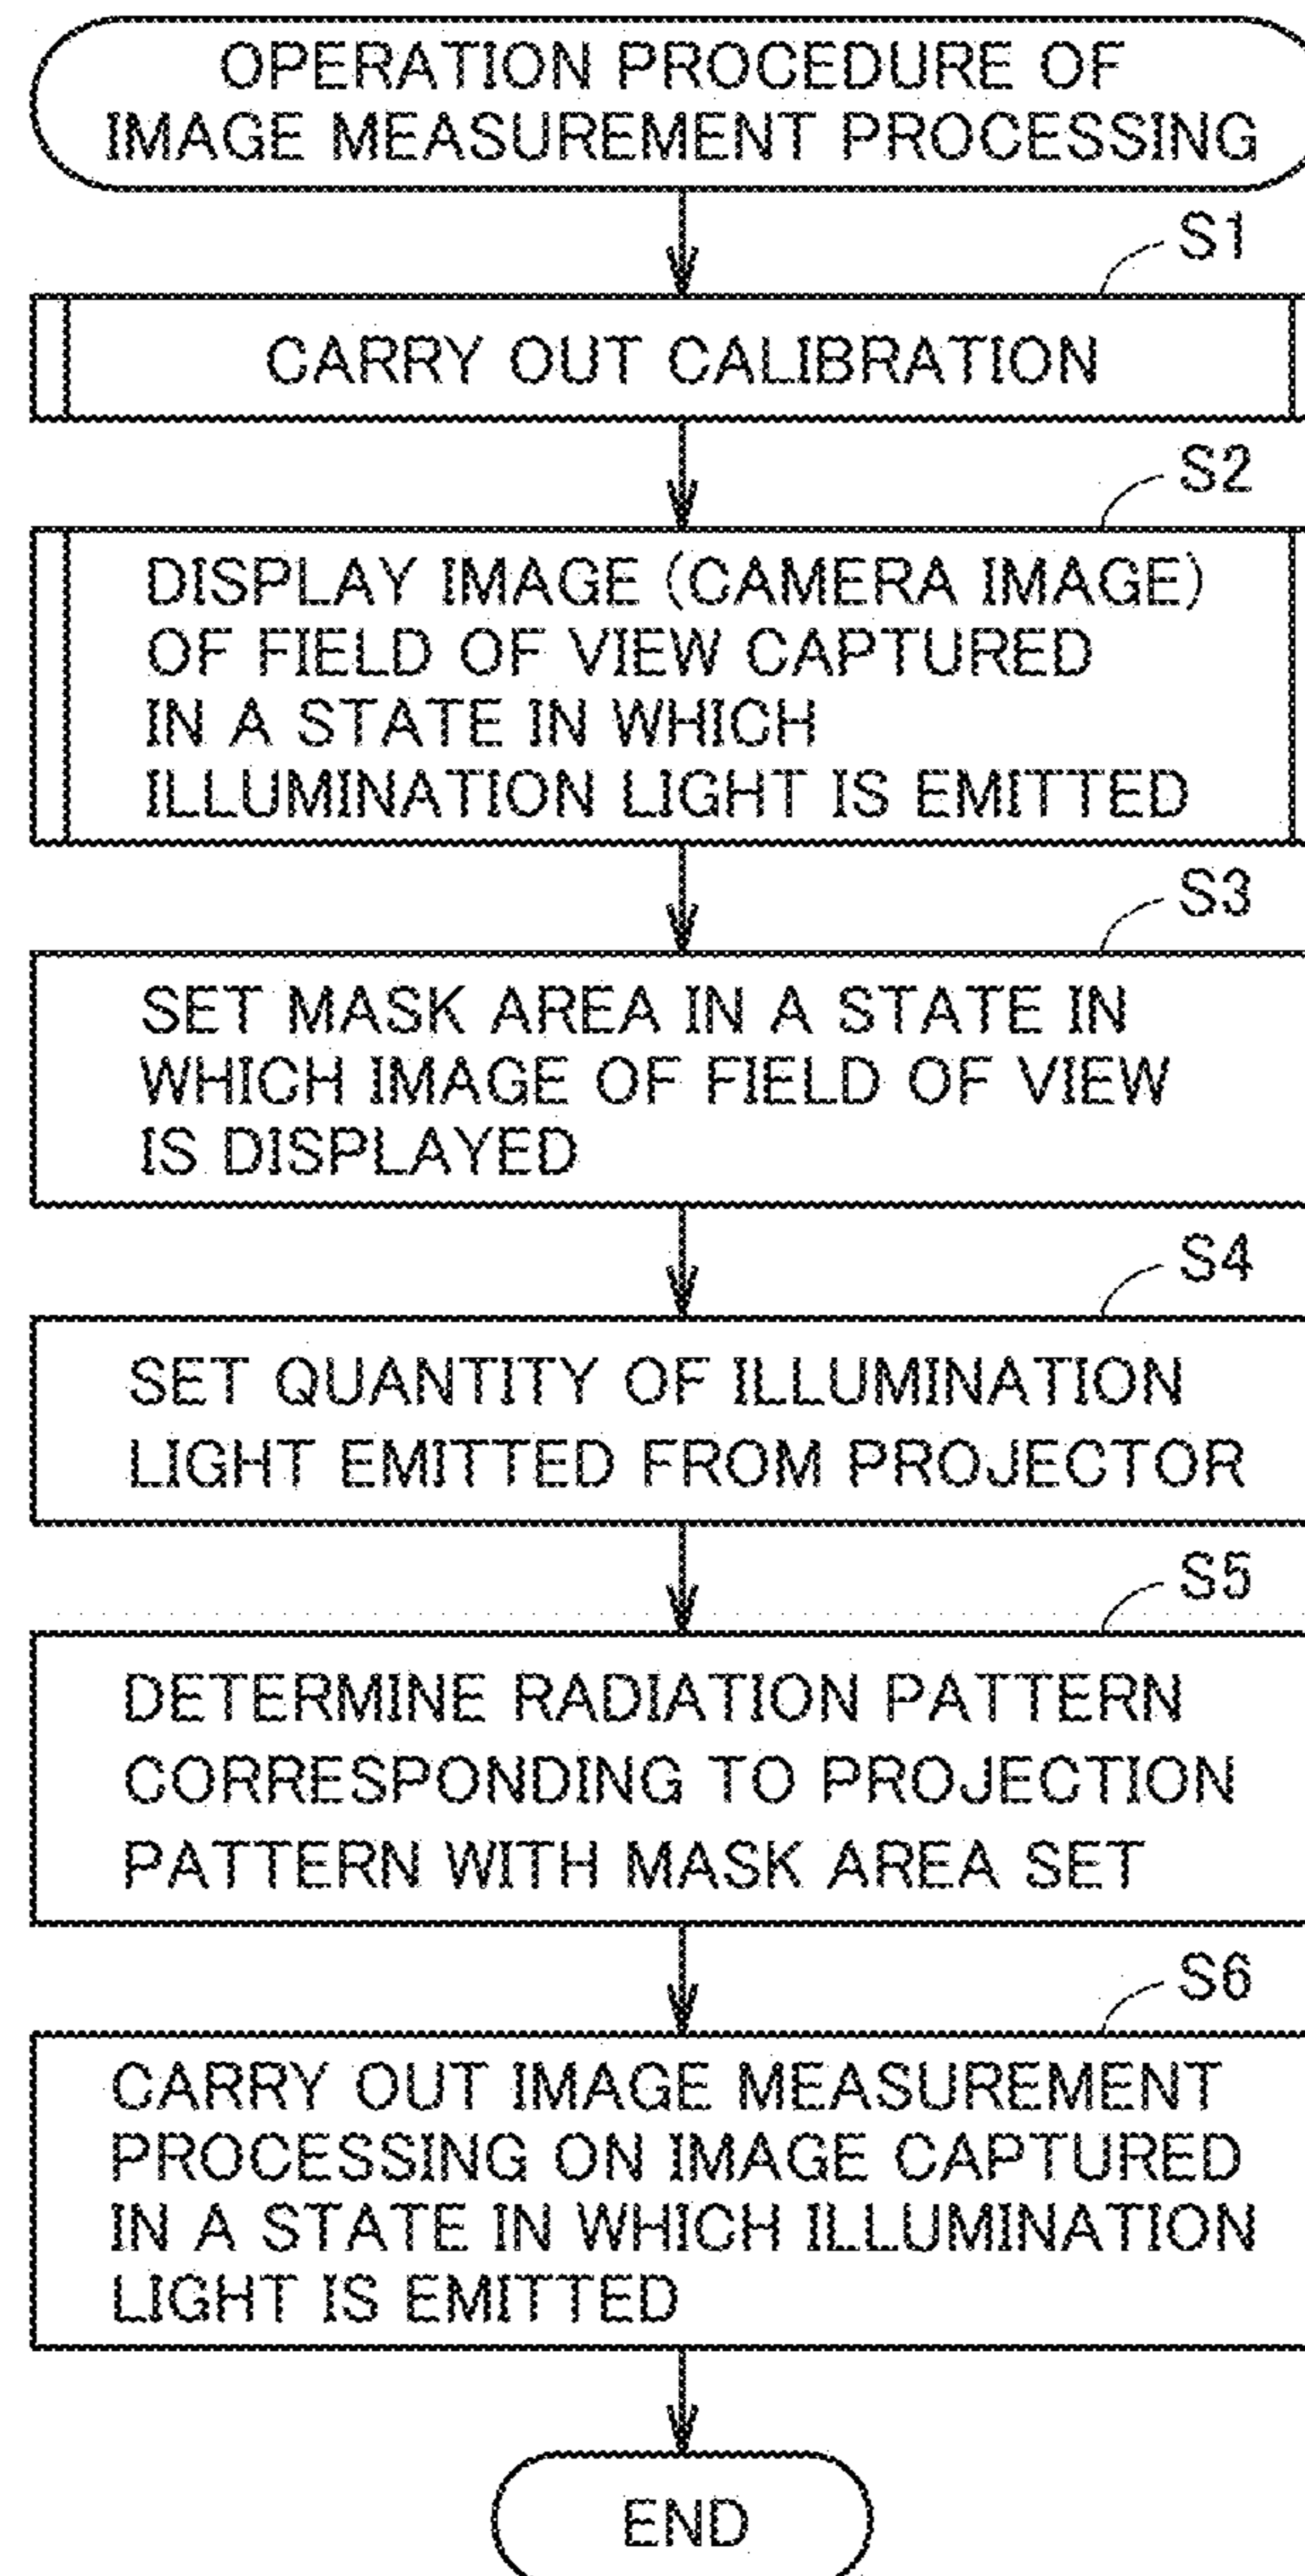 OPERATION PROCEDURE OF
IMAGE MEASUREMENT PROCESSING
S1
CARRY OUT CALIBRATION
S2
DISPLAY IMAGE (CAMERA IMAGE)
OF FIELD OF VIEW CAPTURED
IN A STATE IN WHICH
ILLUMINATION LIGHT IS EMITTED
S3
SET MASK AREA IN A STATE IN
WHICH IMAGE OF FIELD OF VIEW
IS DISPLAYED
S4
SET QUANTITY OF ILLUMINATION
LIGHT EMITTED FROM PROJECTOR
S5
DETERMINE RADIATION PATTERN
CORRESPONDING TO PROJECTION
PATTERN WITH MASK AREA SET
S6
CARRY OUT IMAGE MEASUREMENT
PROCESSING ON IMAGE CAPTURED
IN A STATE IN WHICH ILLUMINATION
LIGHT IS EMITTED
END